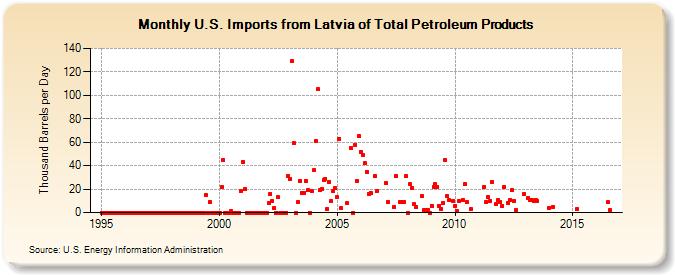 Monthly U.S. Imports from Latvia of Total Petroleum Products
Thousand Barrels per Day
140
120
100
80
60
40
20
0
1995 2000 2005 2010 2015
Source: U.S. Energy Information Administration